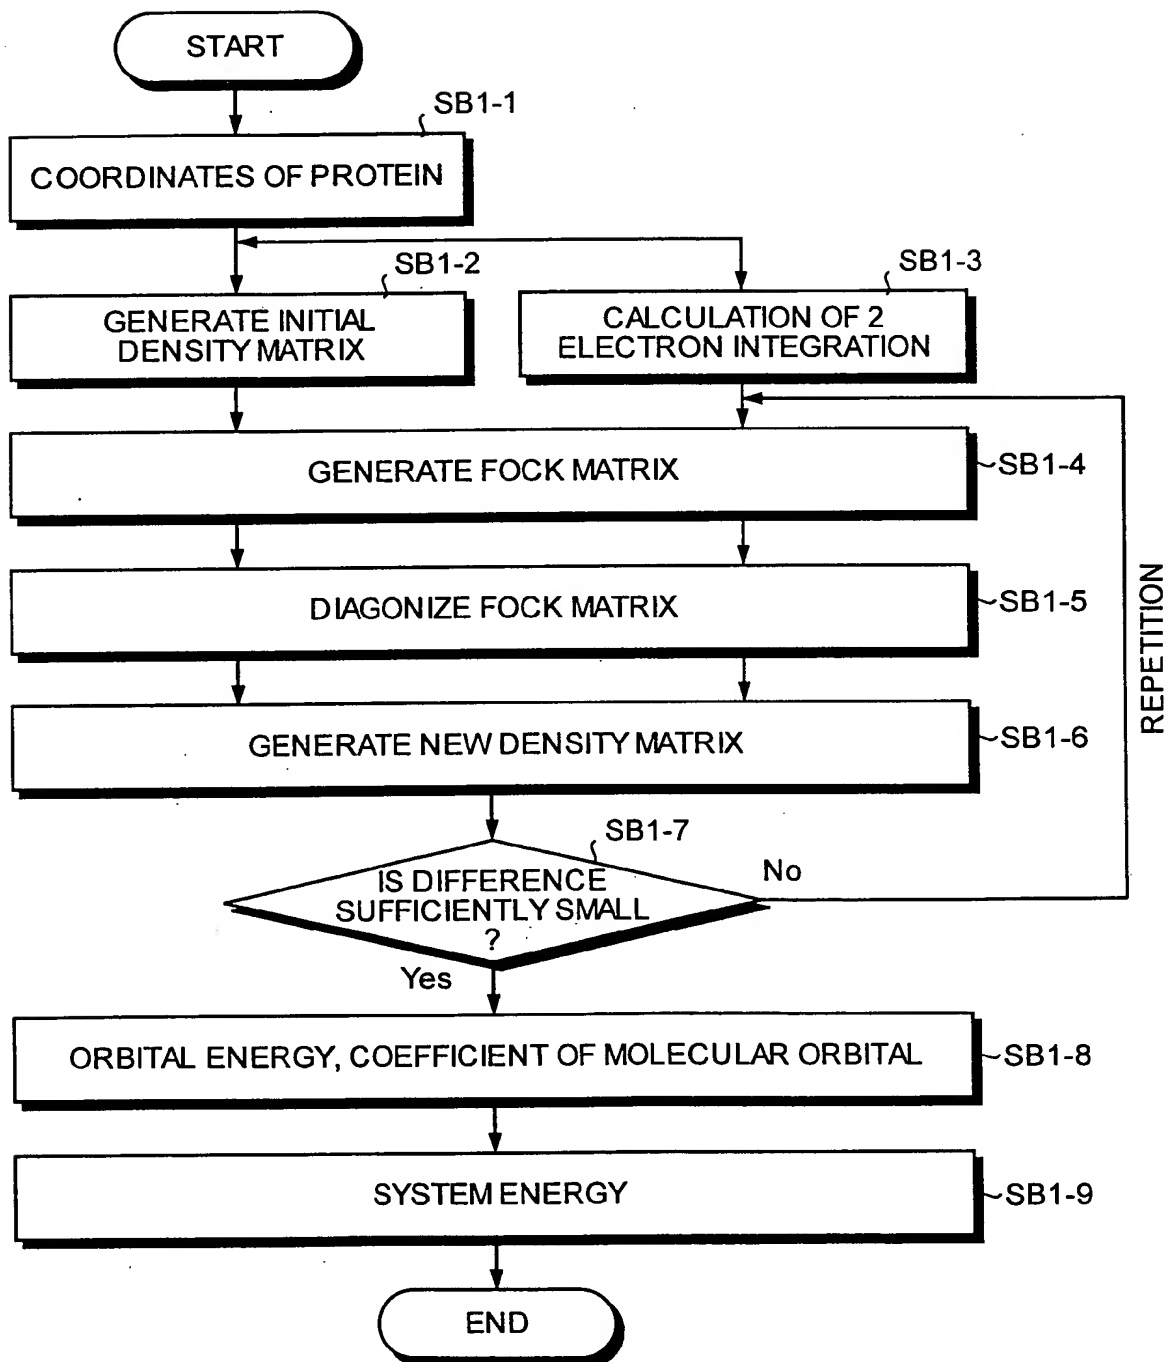 START
SB1-1
COORDINATES OF PROTEIN
SB1-2
SB1-3
GENERATE INITIAL
DENSITY MATRIX
CALCULATION OF 2
ELECTRON INTEGRATION
GENERATE FOCK MATRIX
SB1-4
DIAGONIZE FOCK MATRIX
SB1-5
REPETITION
GENERATE NEW DENSITY MATRIX
SB1-6
SB1-7
IS DIFFERENCE
SUFFICIENTLY SMALL
?
No
Yes
ORBITAL ENERGY, COEFFICIENT OF MOLECULAR ORBITAL
SB1-8
SYSTEM ENERGY
SB1-9
END